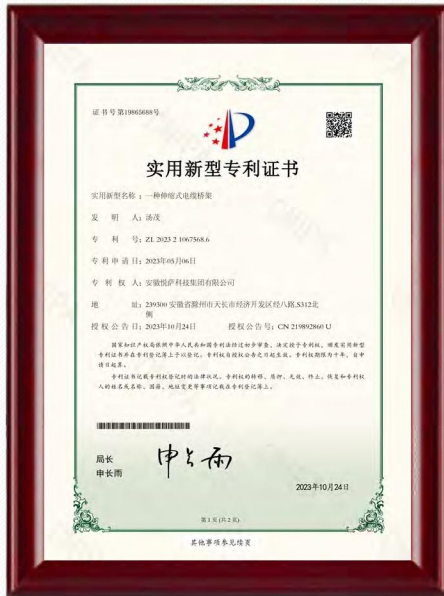 证书号第19865688号
实用新型专利证书
实用新型名称：一种伸缩式电缆桥架
发 明 人：汤茂
专 利 号：ZL 2023 2 1067568.6
专利申请日：2023年05月06日
专 利 权 人：安徽悦萨科技集团有限公司
地 址：239300 安徽省滁州市天长市经济开发区经八路,S312北
侧
授权公告日：2023年10月24日 授权公告号：CN 219892860 U
国家知识产权局依照中华人民共和国专利法经过初步审查，决定授予专利权，颁发实用新型
专利证书并在专利登记簿上予以登记。专利权自授权公告之日起生效。专利权期限为十年，自申
请日起算。
专利证书记载专利权登记时的法律状况。专利权的转移、质押、无效、终止、恢复和专利权
人的姓名或名称、国籍、地址变更等事项记载在专利登记簿上。
局长
申长雨
申长雨
2023年10月24日
第 1 页 (共 2 页)
其他事项参见续页